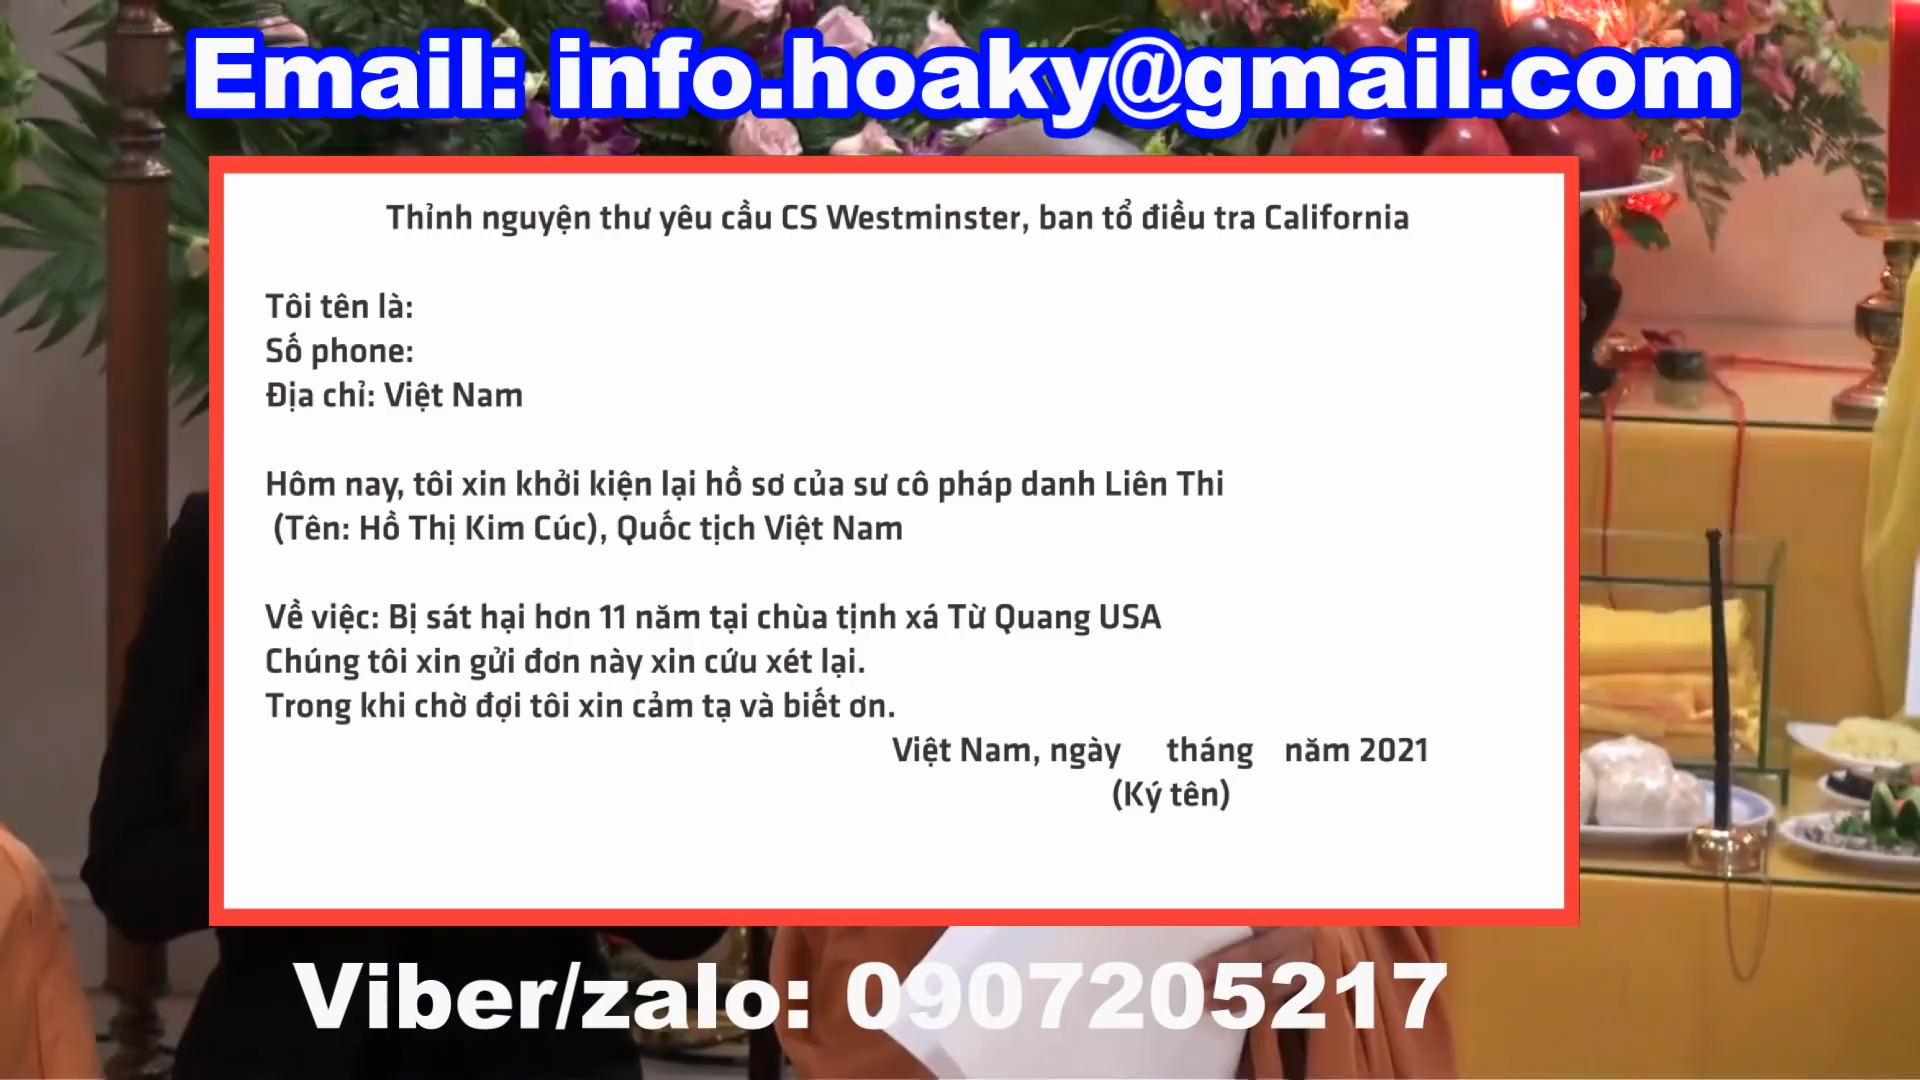 Email: info.hoaky@gmail.com
Thỉnh nguyện thư yêu cầu CS Westminster, ban tổ điều tra California
Tôi tên là:
Số phone:
Địa chỉ: Việt Nam
Hôm nay, tôi xin khởi kiện lại hồ sơ của sư cô pháp danh Liên Thi
(Tên: Hồ Thị Kim Cúc), Quốc tịch Việt Nam
Về việc: Bị sát hại hơn 11 năm tại chùa tịnh xá Từ Quang USA
Chúng tôi xin gửi đơn này xin cứu xét lại.
Trong khi chờ đợi tôi xin cảm tạ và biết ơn.
Việt Nam, ngày tháng năm 2021
(Ký tên)
Viber/zalo: 0907205217